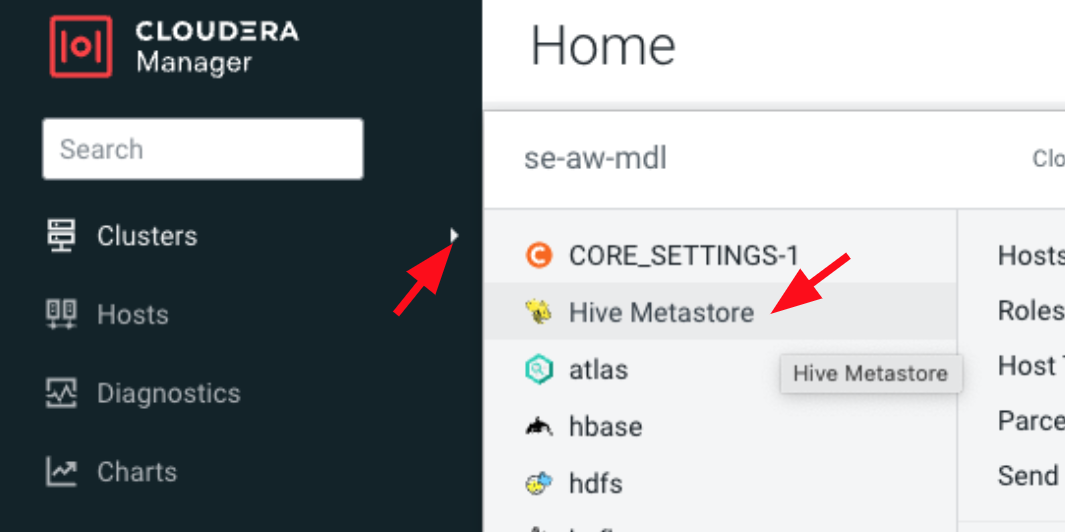 CLOUDERA
Manager
Search
Clusters
Hosts
Diagnostics
Charts
Home
se-aw-mdl
Clo
CORE_SETTINGS-1
Hive Metastore
atlas
hbase
hdfs
Hive Metastore
Hosts
Roles
Host
Parce
Send